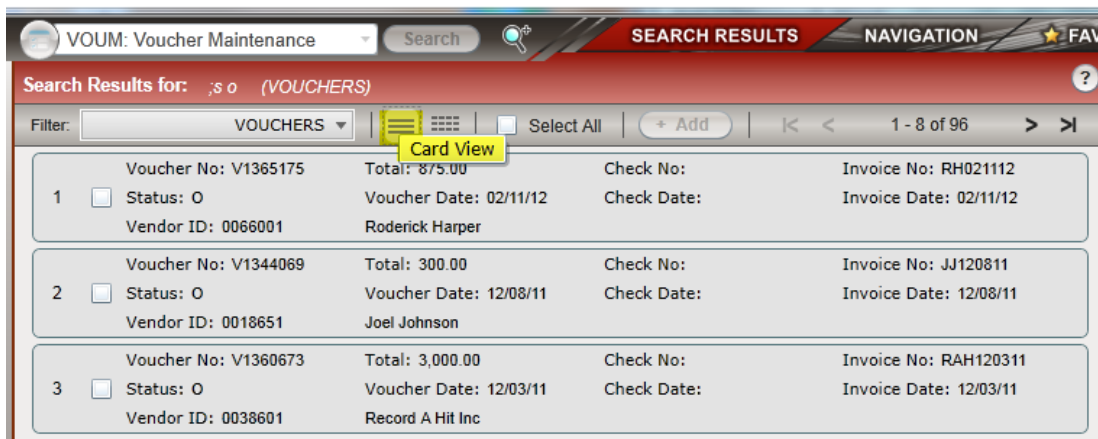 VOUM: Voucher Maintenance Search SEARCH RESULTS NAVIGATION FAV
Search Results for: ;s o (VOUCHERS) ?
Filter: VOUCHERS Select All + Add 1 - 8 of 96
Card View
Voucher No: V1365175 Total: 875.00 Check No: Invoice No: RH021112
1 Status: O Voucher Date: 02/11/12 Check Date: Invoice Date: 02/11/12
Vendor ID: 0066001 Roderick Harper
Voucher No: V1344069 Total: 300.00 Check No: Invoice No: JJ120811
2 Status: O Voucher Date: 12/08/11 Check Date: Invoice Date: 12/08/11
Vendor ID: 0018651 Joel Johnson
Voucher No: V1360673 Total: 3,000.00 Check No: Invoice No: RAH120311
3 Status: O Voucher Date: 12/03/11 Check Date: Invoice Date: 12/03/11
Vendor ID: 0038601 Record A Hit Inc